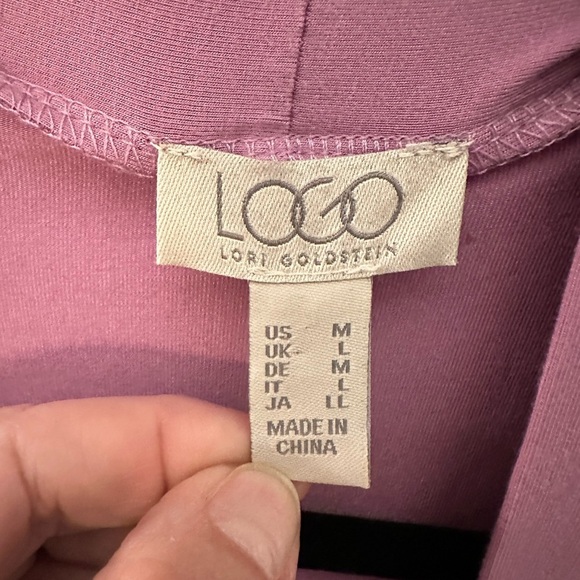 LOGO
LORI GOLDSTEIN
US M
UK L
DE M
IT L
JA LL
MADE IN
CHINA